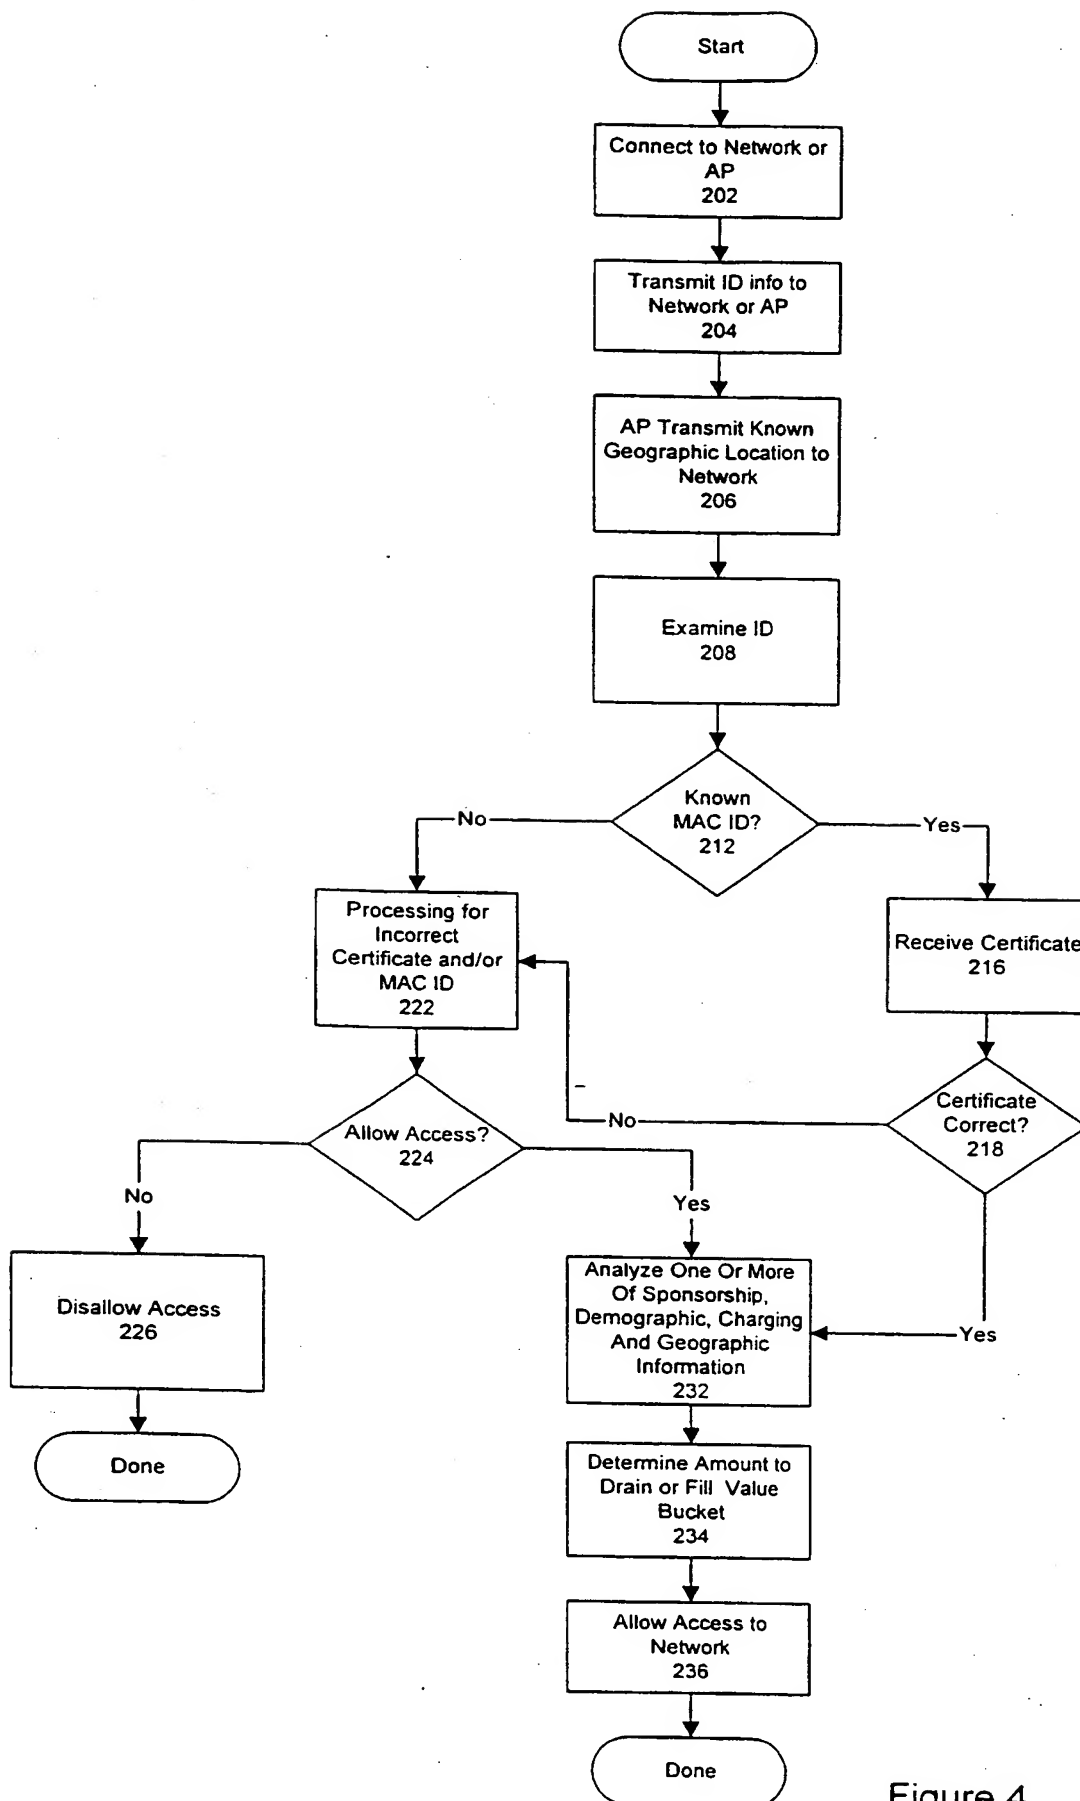 Start
Connect to Network or
AP
202
Transmit ID info to
Network or AP
204
AP Transmit Known
Geographic Location to
Network
206
Examine ID
208
Known
MAC ID?
212
No
Yes
Processing for
Incorrect
Certificate and/or
MAC ID
222
Receive Certificate
216
Certificate
Correct?
218
No
Allow Access?
224
No
Yes
Yes
Disallow Access
226
Done
Analyze One Or More
Of Sponsorship,
Demographic, Charging
And Geographic
Information
232
Determine Amount to
Drain or Fill Value
Bucket
234
Allow Access to
Network
236
Done
Figure 4